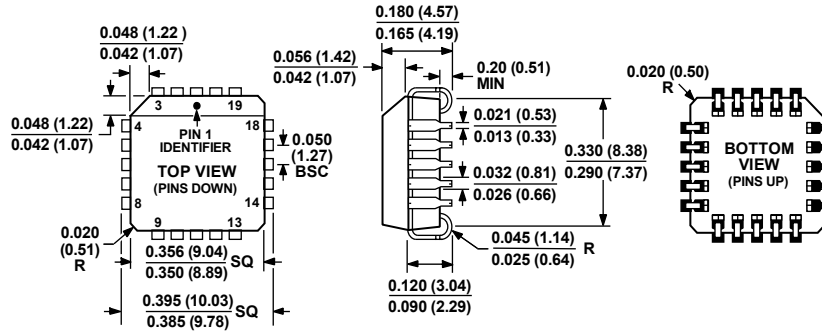 0.048 (1.22)
0.042 (1.07)
0.048 (1.22)
0.042 (1.07)
3
19
4
18
PIN 1
IDENTIFIER
TOP VIEW
(PINS DOWN)
8
14
9
13
0.050
(1.27)
BSC
0.020
(0.51)
R
0.356 (9.04)
0.350 (8.89)
SQ
0.395 (10.03)
0.385 (9.78)
SQ
0.180 (4.57)
0.165 (4.19)
0.056 (1.42)
0.042 (1.07)
0.20 (0.51)
MIN
0.021 (0.53)
0.013 (0.33)
0.032 (0.81)
0.026 (0.66)
0.330 (8.38)
0.290 (7.37)
0.045 (1.14)
0.025 (0.64)
R
0.120 (3.04)
0.090 (2.29)
0.020 (0.50)
R
BOTTOM
VIEW
(PINS UP)